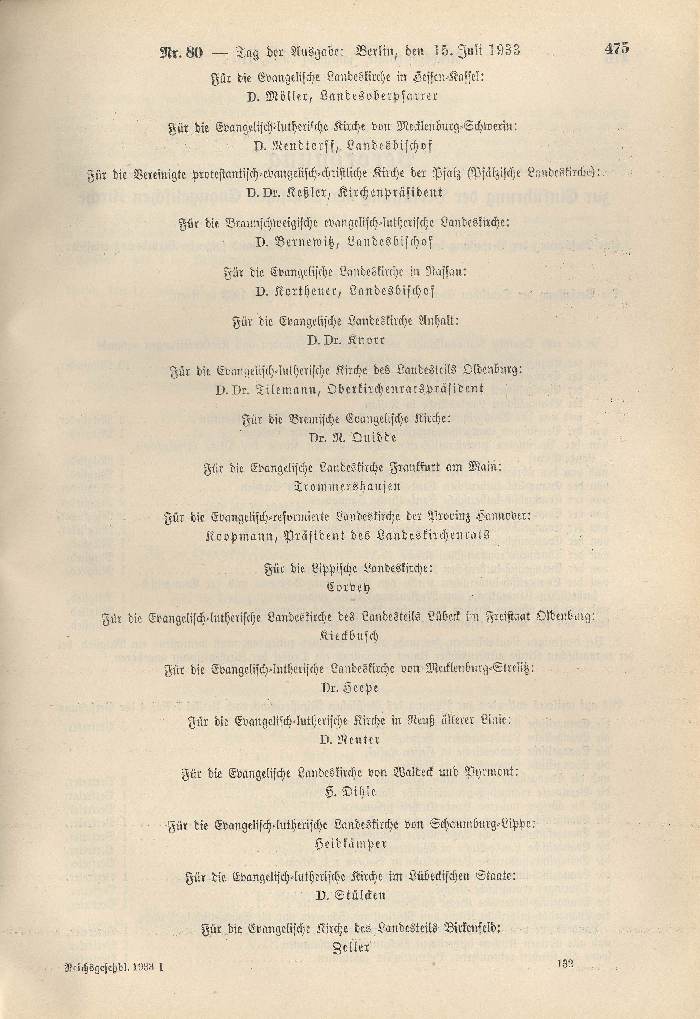 Nr. 80 — Tag der Ausgabe: Berlin, den 15. Juli 1933 475
Für die Evangelische Landeskirche in Hessen-Kassel:
D. Möller, Landesoberpfarrer
Für die Evangelisch-lutherische Kirche von Mecklenburg-Schwerin:
D. Rendtorff, Landesbischof
Für die Vereinigte protestantisch-evangelisch-christliche Kirche der Pfalz (Pfälzische Landeskirche):
D. Dr. Keßler, Kirchenpräsident
Für die Braunschweigische evangelisch-lutherische Landeskirche:
D. Bernewitz, Landesbischof
Für die Evangelische Landeskirche in Nassau:
D. Kortheuer, Landesbischof
Für die Evangelische Landeskirche Anhalt:
D. Dr. Knorr
Für die Evangelisch-lutherische Kirche des Landesteils Oldenburg:
D. Dr. Tilemann, Oberkirchenratspräsident
Für die Bremische Evangelische Kirche:
Dr. R. Quidde
Für die Evangelische Landeskirche Frankfurt am Main:
Trommershausen
Für die Evangelisch-reformierte Landeskirche der Provinz Hannover:
Koopmann, Präsident des Landeskirchenrats
Für die Lippische Landeskirche:
Corvey
Für die Evangelisch-lutherische Landeskirche des Landesteils Lübeck im Freistaat Oldenburg:
Kieckbusch
Für die Evangelisch-lutherische Landeskirche von Mecklenburg-Strelitz:
Dr. Heepe
Für die Evangelisch-lutherische Kirche in Reuß älterer Linie:
D. Reuter
Für die Evangelische Landeskirche von Waldeck und Pyrmont:
H. Dihle
Für die Evangelisch-lutherische Landeskirche von Schaumburg-Lippe:
Heidkämper
Für die Evangelisch-lutherische Kirche im Lübeckischen Staate:
D. Stülcken
Für die Evangelische Kirche des Landesteils Birkenfeld:
Zeller
Reichsgesetzbl. 1933 I 132